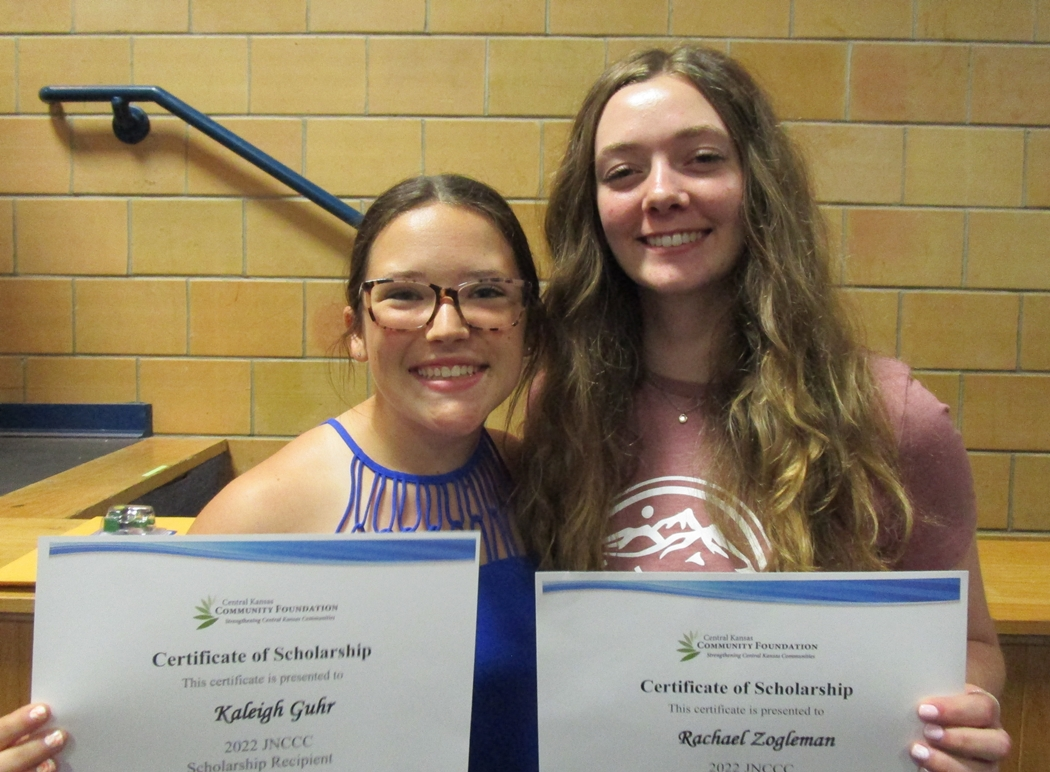 Central Kansas
COMMUNITY FOUNDATION
Strengthening Central Kansas Communities
Certificate of Scholarship
This certificate is presented to
Kaleigh Guhr
2022 JNCCC
Scholarship Recipient
Central Kansas
COMMUNITY FOUNDATION
Strengthening Central Kansas Communities
Certificate of Scholarship
This certificate is presented to
Rachael Zogleman
2022 JNCCC